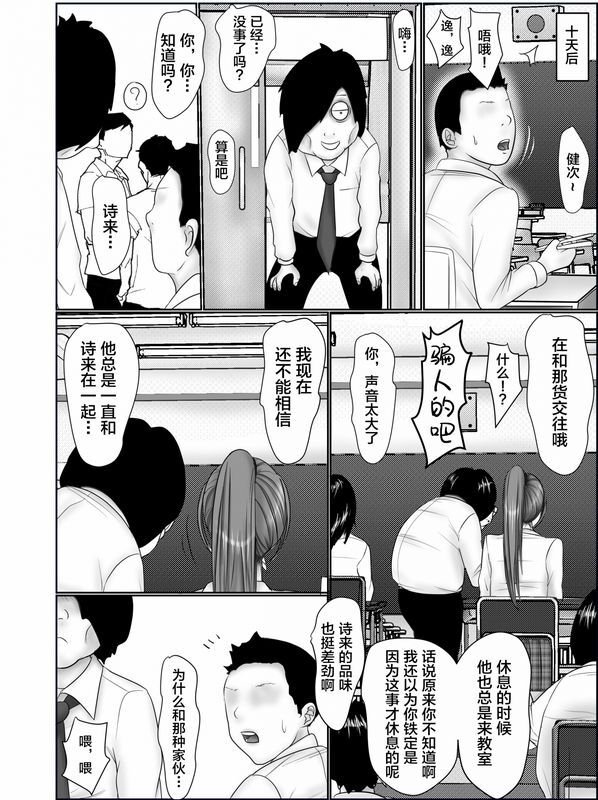 十天后
逸，逸
唔哦！
健次~
嗨…
已经…
没事了吗？
算是吧
你，你…
知道吗？
？
诗来…
在和那货交往哦
什么！？
骗人的吧
你，声音太大了
我现在
还不能相信
他总是一直和
诗来在一起…
休息的时候
他也总是来教室
话说原来你不知道啊
我还以为你铁定是
因为这事才休息的呢
诗来的品味
也挺差劲啊
为什么和那种家伙…
喂，喂